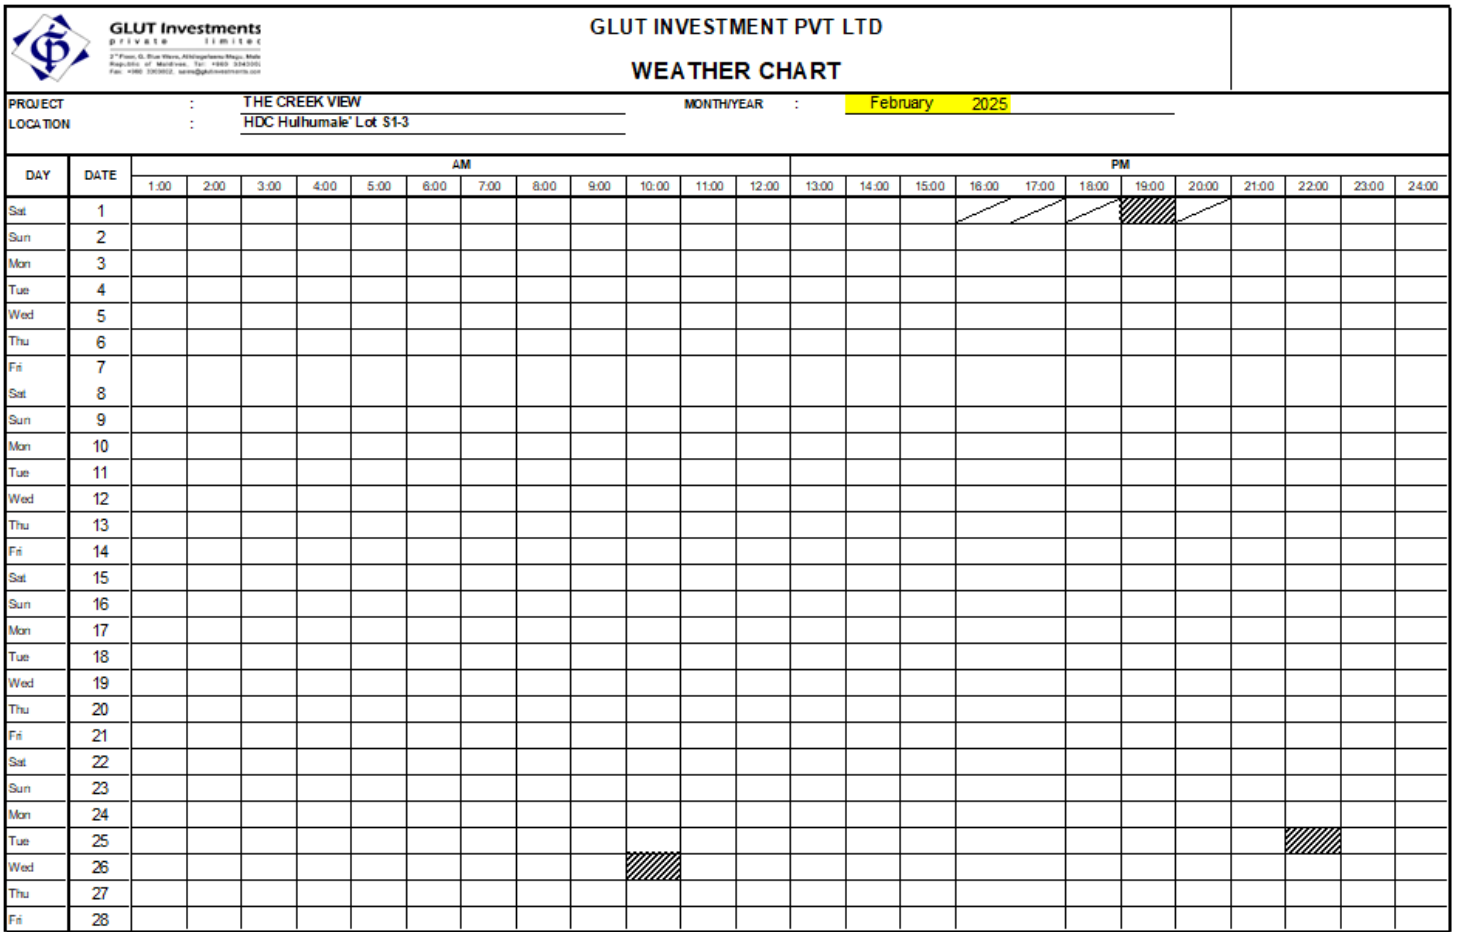 GLUT Investments
private limited
GLUT INVESTMENT PVT LTD
WEATHER CHART
PROJECT : THE CREEK VIEW MONTH/YEAR : February 2025
LOCATION : HDC Hulhumale' Lot S1-3
DAY DATE AM PM
1:00 2:00 3:00 4:00 5:00 6:00 7:00 8:00 9:00 10:00 11:00 12:00 13:00 14:00 15:00 16:00 17:00 18:00 19:00 20:00 21:00 22:00 23:00 24:00
Sat 1
Sun 2
Mon 3
Tue 4
Wed 5
Thu 6
Fri 7
Sat 8
Sun 9
Mon 10
Tue 11
Wed 12
Thu 13
Fri 14
Sat 15
Sun 16
Mon 17
Tue 18
Wed 19
Thu 20
Fri 21
Sat 22
Sun 23
Mon 24
Tue 25
Wed 26
Thu 27
Fri 28